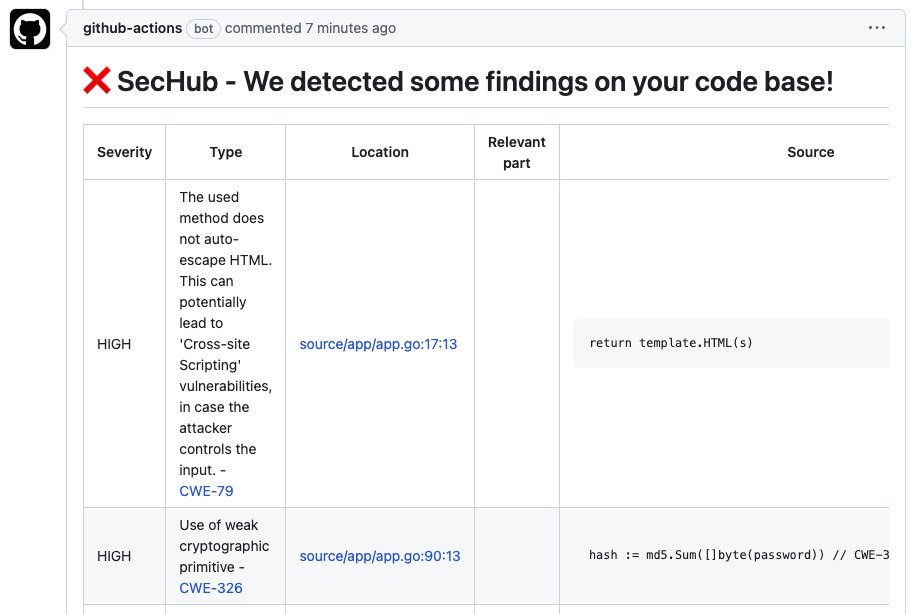 github-actions bot commented 7 minutes ago
❌ SecHub - We detected some findings on your code base!
Severity
Type
Location
Relevant
part
Source
HIGH
The used
method does
not auto-
escape HTML.
This can
potentially
lead to
'Cross-site
Scripting'
vulnerabilities,
in case the
attacker
controls the
input. -
CWE-79
source/app/app.go:17:13
return template.HTML(s)
HIGH
Use of weak
cryptographic
primitive -
CWE-326
source/app/app.go:90:13
hash := md5.Sum([]byte(password)) // CWE-3